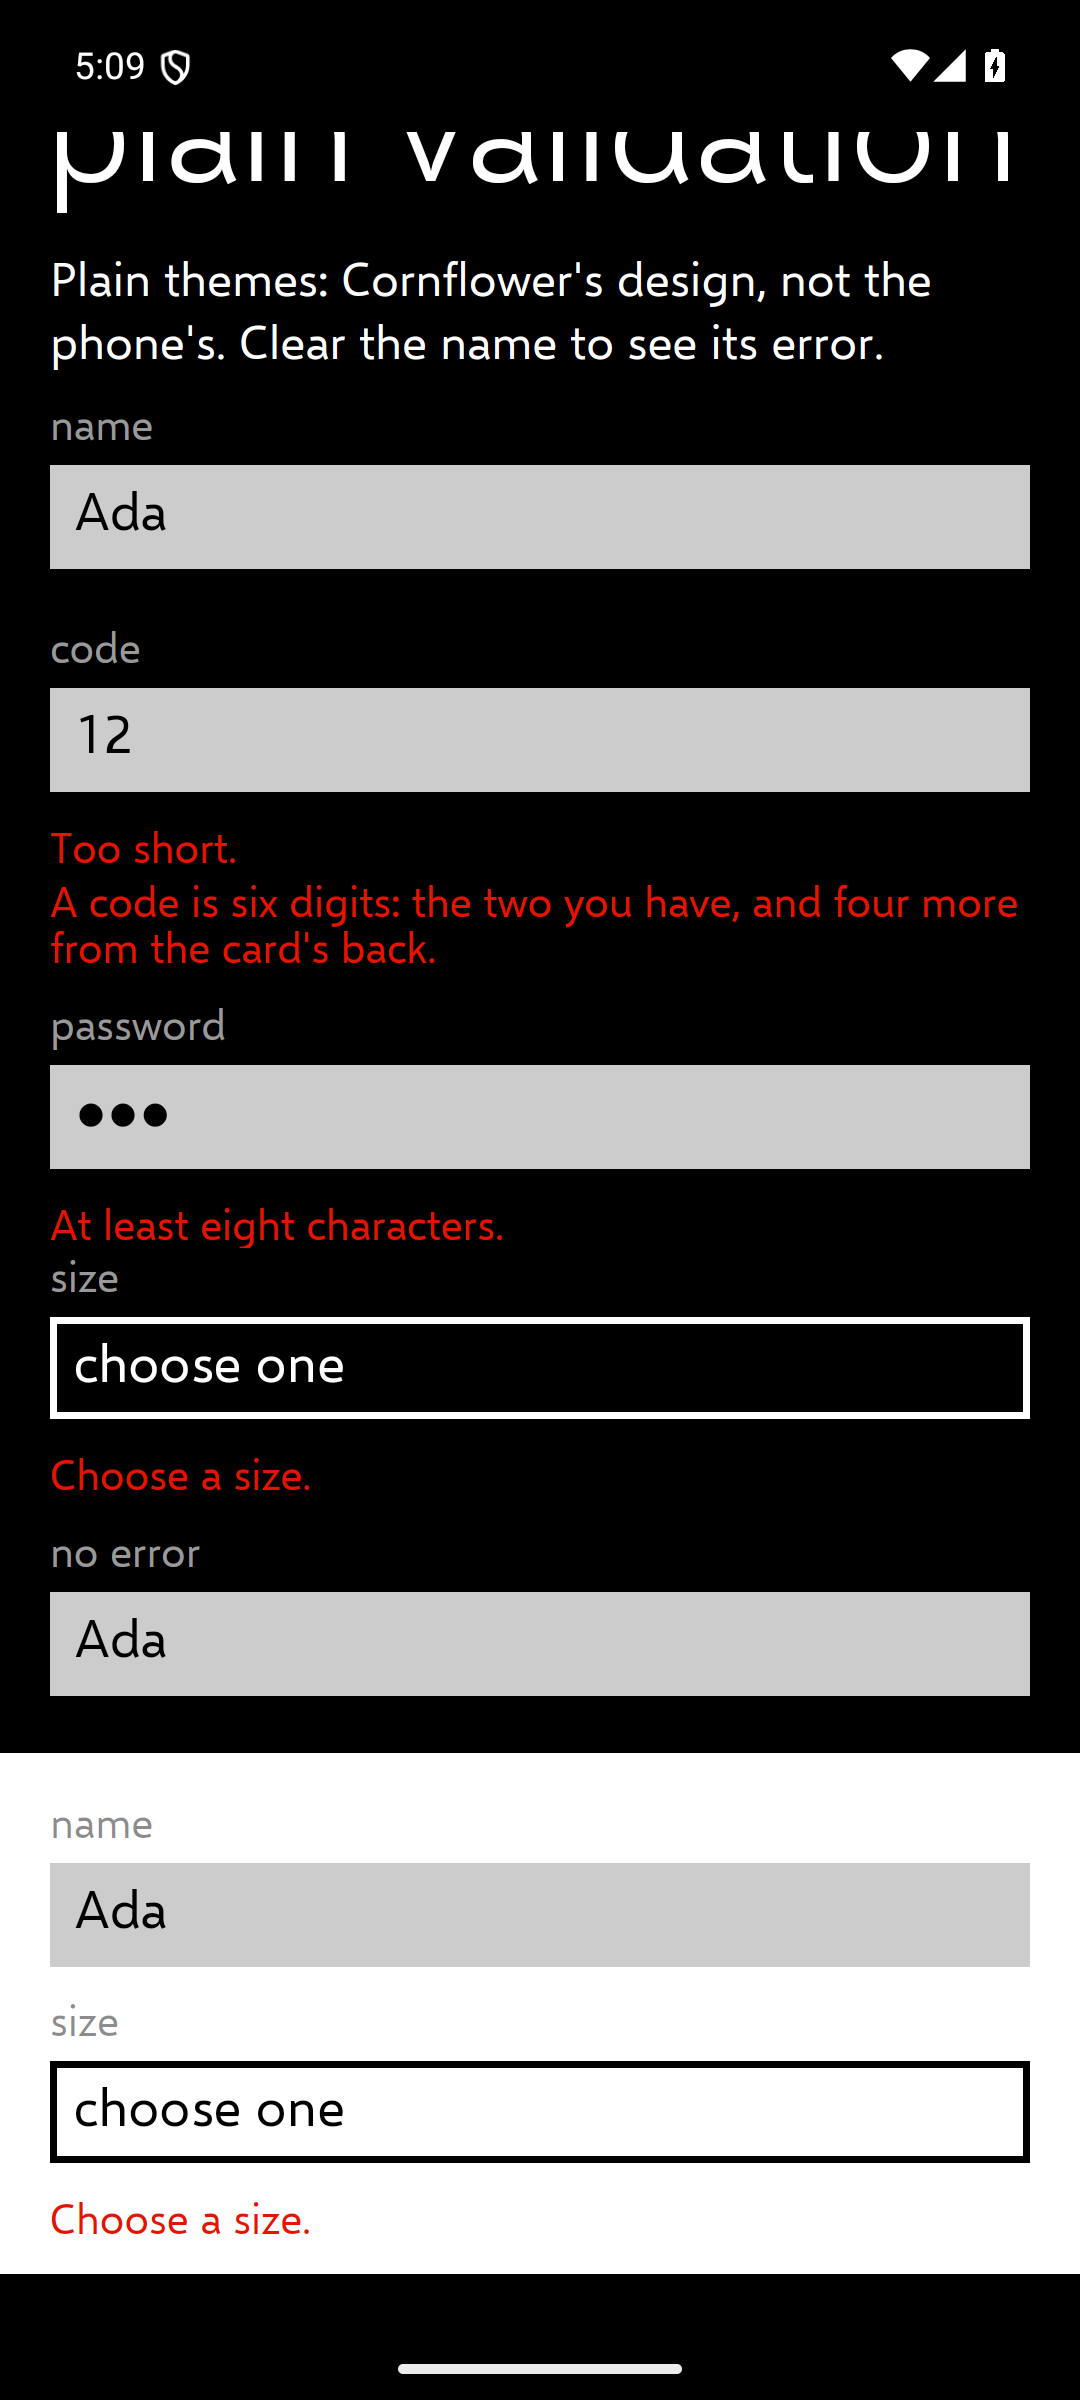 5:09
plain validation
Plain themes: Cornflower's design, not the
phone's. Clear the name to see its error.
name
Ada
code
12
Too short.
A code is six digits: the two you have, and four more
from the card's back.
password
●●●
At least eight characters.
size
choose one
Choose a size.
no error
Ada
name
Ada
size
choose one
Choose a size.